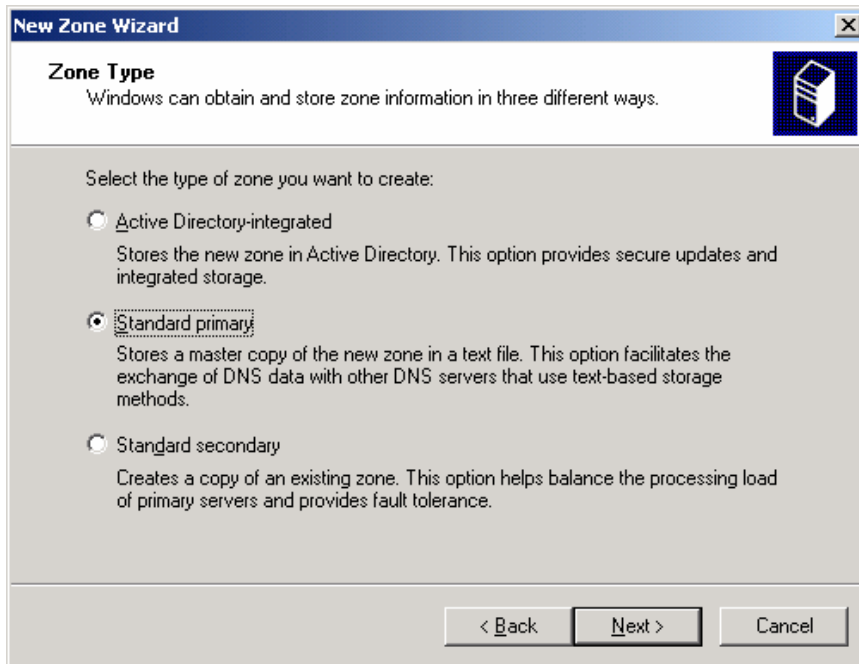 New Zone Wizard
Zone Type
Windows can obtain and store zone information in three different ways.
Select the type of zone you want to create:
Active Directory-integrated
Stores the new zone in Active Directory. This option provides secure updates and
integrated storage.
Standard primary
Stores a master copy of the new zone in a text file. This option facilitates the
exchange of DNS data with other DNS servers that use text-based storage
methods.
Standard secondary
Creates a copy of an existing zone. This option helps balance the processing load
of primary servers and provides fault tolerance.
< Back Next > Cancel